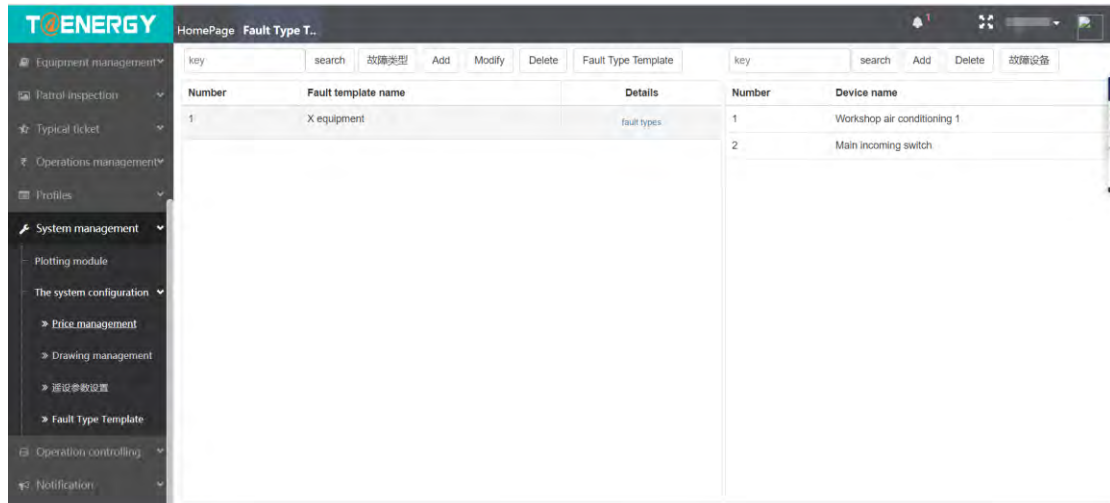 T@ENERGY
HomePage Fault Type T..
1
Equipment management
Patrol inspection
Typical ticket
Operations management
Profiles
System management
Plotting module
The system configuration
» Price management
» Drawing management
» 遥设参数设置
» Fault Type Template
Operation controlling
Notification
key search 故障类型 Add Modify Delete Fault Type Template
Number Fault template name Details
1 X equipment fault types
key search Add Delete 故障设备
Number Device name
1 Workshop air conditioning 1
2 Main incoming switch